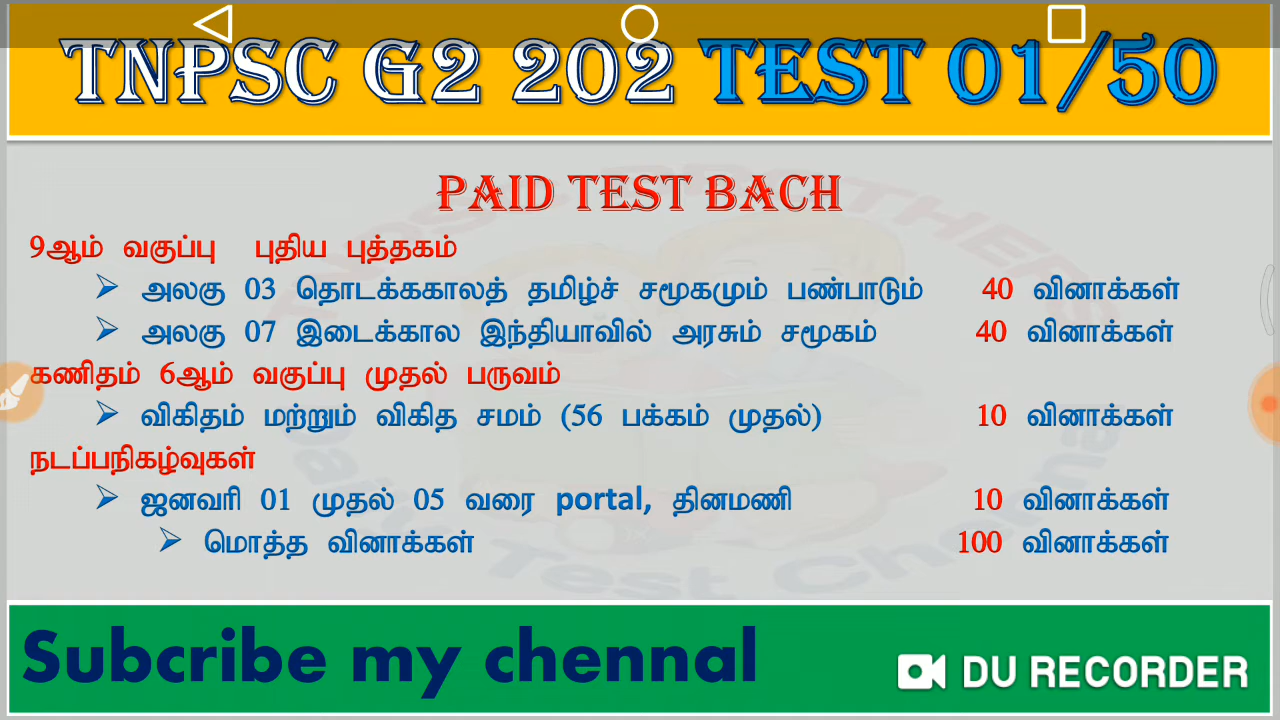 TNPSC G2 202 TEST 01/50
PAID TEST BACH
9ஆம் வகுப்பு புதிய புத்தகம்
➢ அலகு 03 தொடக்ககாலத் தமிழ்ச் சமூகமும் பண்பாடும் 40 வினாக்கள்
➢ அலகு 07 இடைக்கால இந்தியாவில் அரசும் சமூகம் 40 வினாக்கள்
கணிதம் 6ஆம் வகுப்பு முதல் பருவம்
➢ விகிதம் மற்றும் விகித சமம் (56 பக்கம் முதல்) 10 வினாக்கள்
நடப்பநிகழ்வுகள்
➢ ஜனவரி 01 முதல் 05 வரை portal, தினமணி 10 வினாக்கள்
➢ மொத்த வினாக்கள் 100 வினாக்கள்
Subcribe my chennal
DU RECORDER